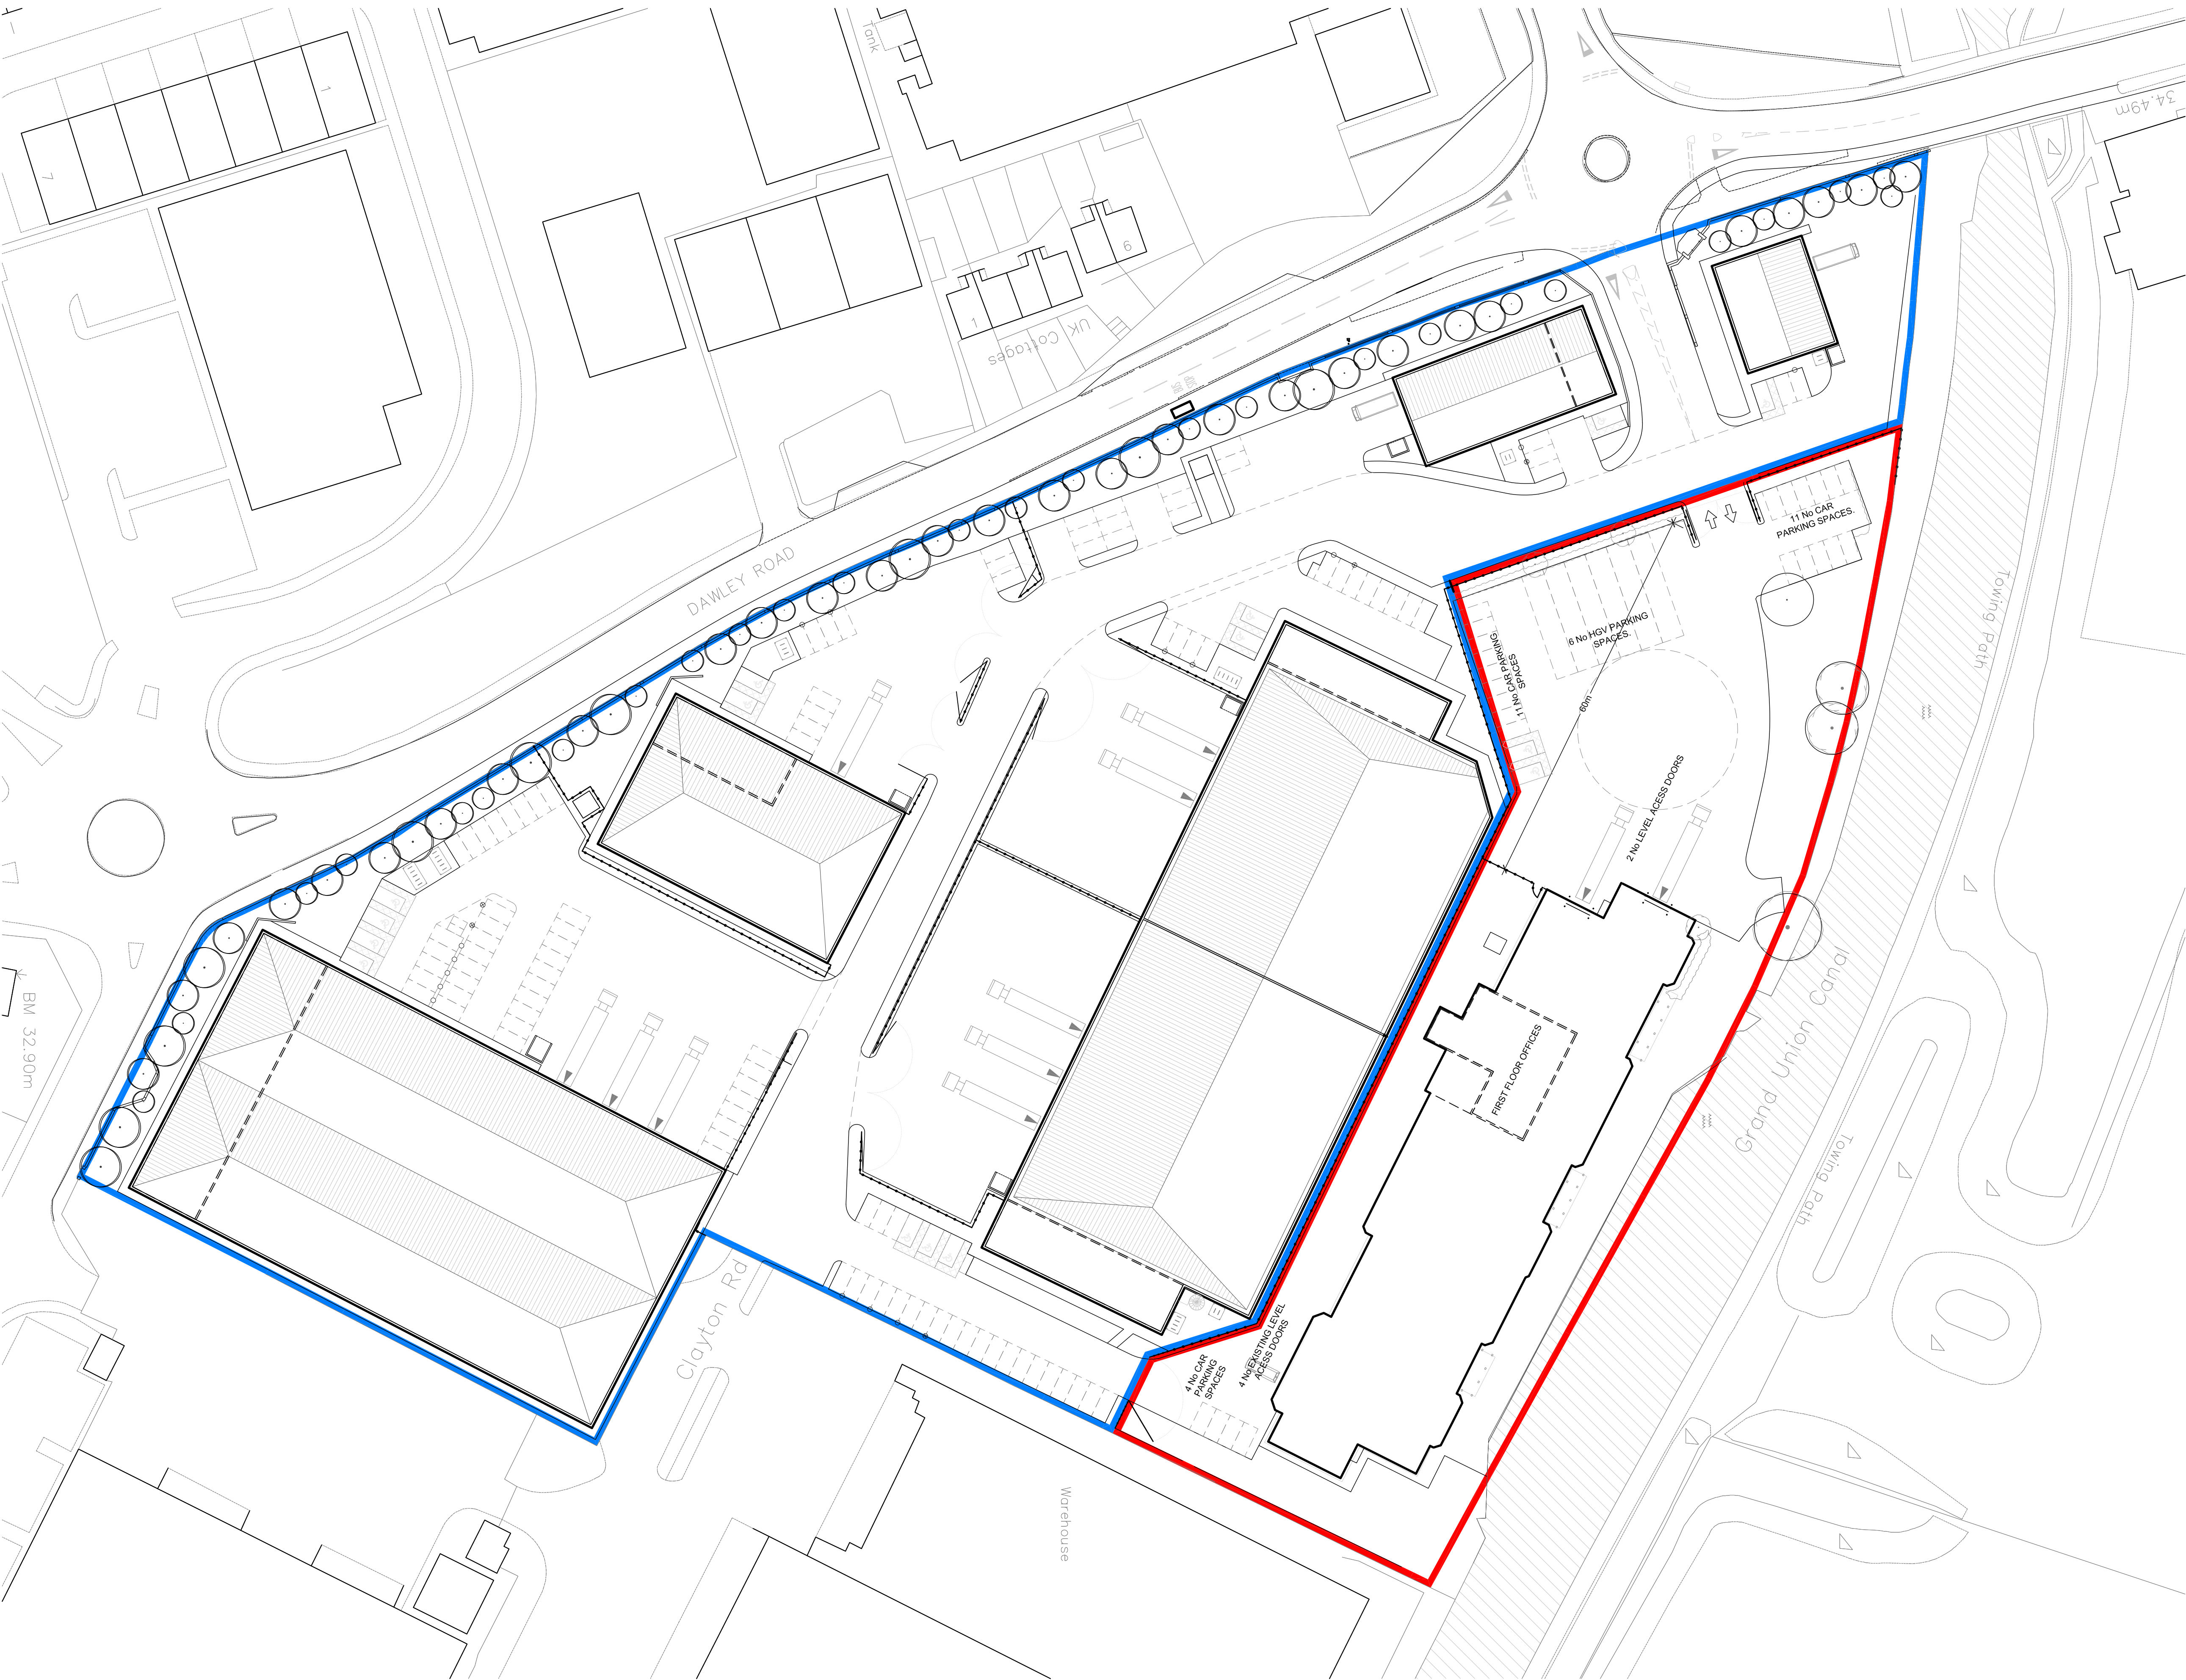 1
7
Tank
34.49m
6
1
UK Cottages
DAWLEY ROAD
11 No CAR
PARKING SPACES.
6 No HGV PARKING
SPACES.
11 No CAR PARKING
SPACES
60m
Towing Path
2 No LEVEL ACESS DOORS
BM 32.90m
Grand Union Canal
FIRST FLOOR OFFICES
Towing Path
Clayton Rd
4 No CAR
PARKING
SPACES
4 No EXISTING LEVEL
ACESS DOORS
Warehouse